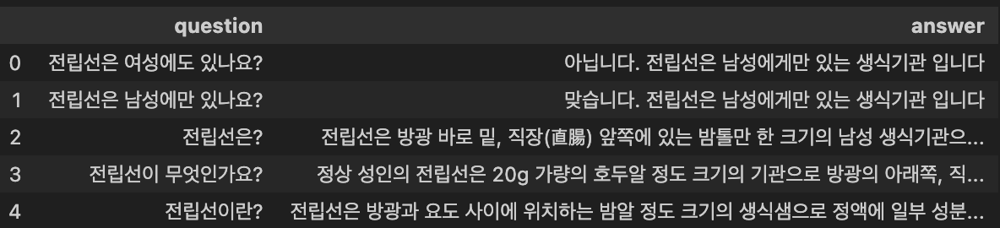 question answer
0 전립선은 여성에도 있나요? 아닙니다. 전립선은 남성에게만 있는 생식기관 입니다
1 전립선은 남성에만 있나요? 맞습니다. 전립선은 남성에게만 있는 생식기관 입니다
2 전립선은? 전립선은 방광 바로 밑, 직장(直腸) 앞쪽에 있는 밤톨만 한 크기의 남성 생식기관으...
3 전립선이 무엇인가요? 정상 성인의 전립선은 20g 가량의 호두알 정도 크기의 기관으로 방광의 아래쪽, 직...
4 전립선이란? 전립선은 방광과 요도 사이에 위치하는 밤알 정도 크기의 생식샘으로 정액에 일부 성분...